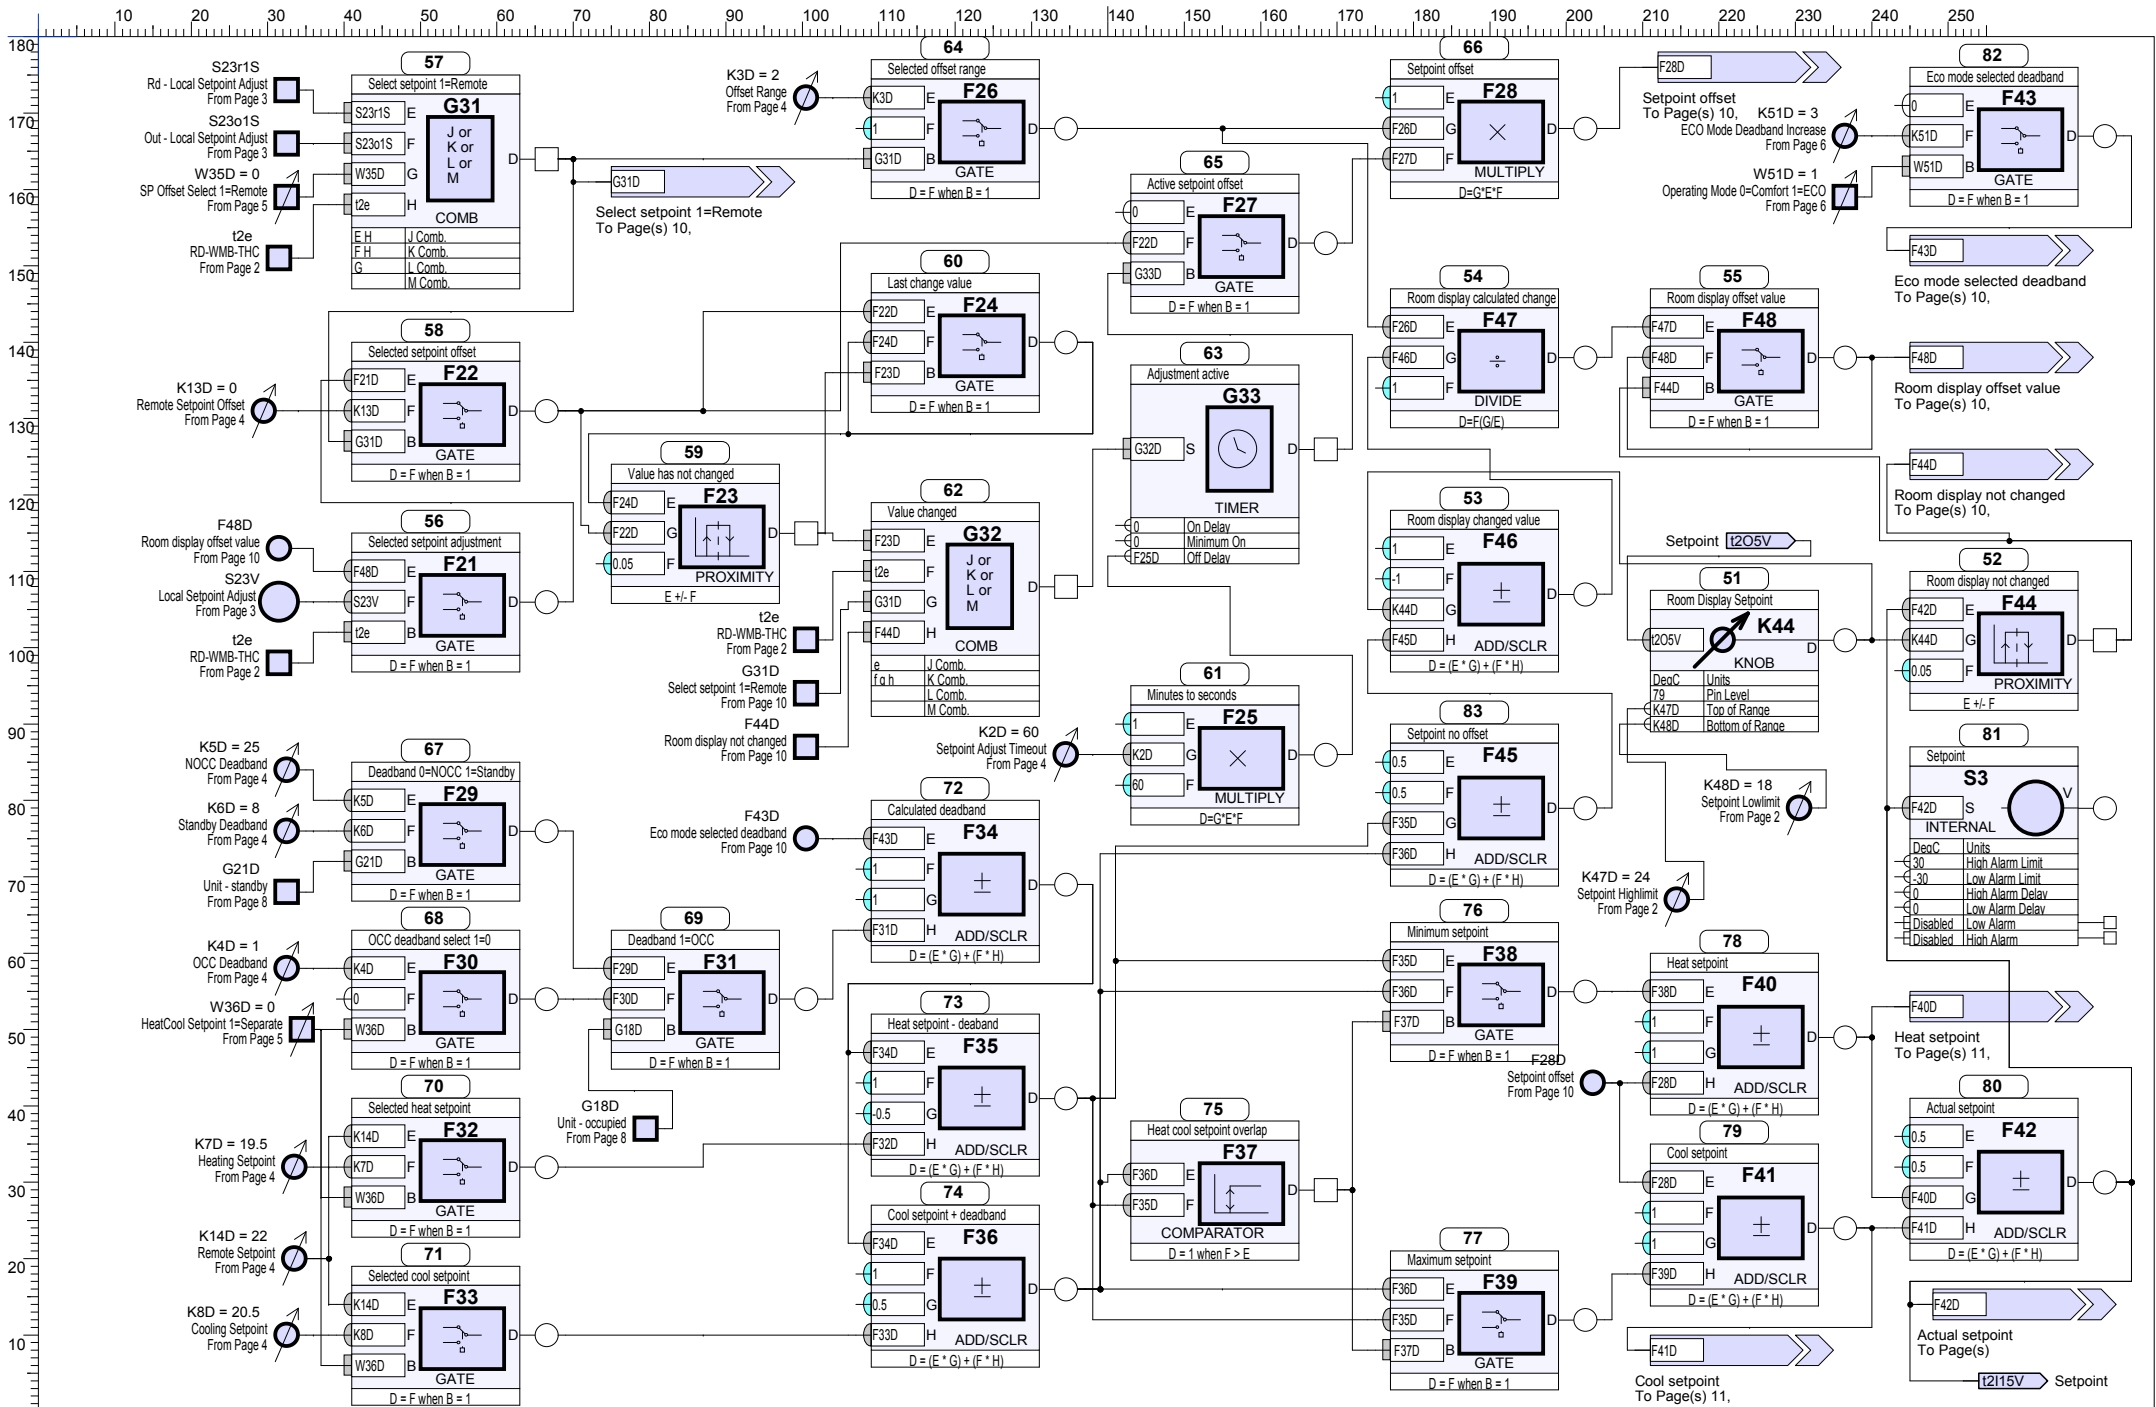 10 20 30 40 50 60 70 80 90 100 110 120 130 140 150 160 170 180 190 200 210 220 230 240 250
180
170
160
150
140
130
120
110
100
90
80
70
60
50
40
30
20
10
S23r1S
Rd - Local Setpoint Adjust
From Page 3
S23o1S
Out - Local Setpoint Adjust
From Page 3
W35D = 0
SP Offset Select 1=Remote
From Page 5
t2e
RD-WMB-THC
From Page 2
57
Select setpoint 1=Remote
G31
S23r1S E
S23o1S F
W35D G
t2e H
J or
K or
L or
M
D
COMB
E H J Comb.
F H K Comb.
G L Comb.
M Comb.
G31D
Select setpoint 1=Remote
To Page(s) 10,
K13D = 0
Remote Setpoint Offset
From Page 4
58
Selected setpoint offset
F22
F21D E
K13D F
G31D B
D
GATE
D = F when B = 1
F48D
Room display offset value
From Page 10
S23V
Local Setpoint Adjust
From Page 3
t2e
RD-WMB-THC
From Page 2
56
Selected setpoint adjustment
F21
F48D E
S23V F
t2e B
D
GATE
D = F when B = 1
59
Value has not changed
F23
F24D E
F22D G
0.05 F
D
PROXIMITY
E +/- F
K3D = 2
Offset Range
From Page 4
64
Selected offset range
F26
K3D E
1 F
G31D B
D
GATE
D = F when B = 1
60
Last change value
F24
F22D E
F24D F
F23D B
D
GATE
D = F when B = 1
62
Value changed
G32
F23D E
t2e F
G31D G
F44D H
J or
K or
L or
M
D
COMB
e J Comb.
f g h K Comb.
L Comb.
M Comb.
t2e
RD-WMB-THC
From Page 2
G31D
Select setpoint 1=Remote
From Page 10
F44D
Room display not changed
From Page 10
65
Active setpoint offset
F27
0 E
F22D F
G33D B
D
GATE
D = F when B = 1
63
Adjustment active
G33
G32D S
D
TIMER
0 On Delay
0 Minimum On
F25D Off Delay
K2D = 60
Setpoint Adjust Timeout
From Page 4
61
Minutes to seconds
F25
1 E
K2D G
60 F
D
MULTIPLY
D=G*E*F
66
Setpoint offset
F28
1 E
F26D G
F27D F
D
MULTIPLY
D=G*E*F
F28D
Setpoint offset
To Page(s) 10,
54
Room display calculated change
F47
F26D E
F46D G
1 F
D
DIVIDE
D=F(G/E)
55
Room display offset value
F48
F47D E
F48D F
F44D B
D
GATE
D = F when B = 1
F48D
Room display offset value
To Page(s) 10,
F44D
Room display not changed
To Page(s) 10,
K51D = 3
ECO Mode Deadband Increase
From Page 6
W51D = 1
Operating Mode 0=Comfort 1=ECO
From Page 6
82
Eco mode selected deadband
F43
0 E
K51D F
W51D B
D
GATE
D = F when B = 1
F43D
Eco mode selected deadband
To Page(s) 10,
53
Room display changed value
F46
1 E
-1 F
K44D G
F45D H
D
ADD/SCLR
D = (E * G) + (F * H)
Setpoint t2O5V
51
Room Display Setpoint
t2O5V
K44
D
KNOB
DegC Units
79 Pin Level
K47D Top of Range
K48D Bottom of Range
52
Room display not changed
F44
F42D E
K44D G
0.05 F
D
PROXIMITY
E +/- F
83
Setpoint no offset
F45
0.5 E
0.5 F
F35D G
F36D H
D
ADD/SCLR
D = (E * G) + (F * H)
K48D = 18
Setpoint Lowlimit
From Page 2
K47D = 24
Setpoint Highlimit
From Page 2
81
Setpoint
S3
F42D S
V
INTERNAL
DegC Units
30 High Alarm Limit
-30 Low Alarm Limit
0 High Alarm Delay
0 Low Alarm Delay
Disabled Low Alarm
Disabled High Alarm
K5D = 25
NOCC Deadband
From Page 4
K6D = 8
Standby Deadband
From Page 4
G21D
Unit - standby
From Page 8
67
Deadband 0=NOCC 1=Standby
F29
K5D E
K6D F
G21D B
D
GATE
D = F when B = 1
K4D = 1
OCC Deadband
From Page 4
W36D = 0
HeatCool Setpoint 1=Separate
From Page 5
68
OCC deadband select 1=0
F30
K4D E
0 F
W36D B
D
GATE
D = F when B = 1
69
Deadband 1=OCC
F31
F29D E
F30D F
G18D B
D
GATE
D = F when B = 1
G18D
Unit - occupied
From Page 8
F43D
Eco mode selected deadband
From Page 10
72
Calculated deadband
F34
F43D E
1 F
1 G
F31D H
D
ADD/SCLR
D = (E * G) + (F * H)
K7D = 19.5
Heating Setpoint
From Page 4
70
Selected heat setpoint
F32
K14D E
K7D F
W36D B
D
GATE
D = F when B = 1
K14D = 22
Remote Setpoint
From Page 4
K8D = 20.5
Cooling Setpoint
From Page 4
71
Selected cool setpoint
F33
K14D E
K8D F
W36D B
D
GATE
D = F when B = 1
73
Heat setpoint - deaband
F35
F34D E
1 F
-0.5 G
F32D H
D
ADD/SCLR
D = (E * G) + (F * H)
74
Cool setpoint + deadband
F36
F34D E
1 F
0.5 G
F33D H
D
ADD/SCLR
D = (E * G) + (F * H)
75
Heat cool setpoint overlap
F37
F36D E
F35D F
D
COMPARATOR
D = 1 when F > E
76
Minimum setpoint
F38
F35D E
F36D F
F37D B
D
GATE
D = F when B = 1
77
Maximum setpoint
F39
F36D E
F35D F
F37D B
D
GATE
D = F when B = 1
F28D
Setpoint offset
From Page 10
78
Heat setpoint
F40
F38D E
1 F
1 G
F28D H
D
ADD/SCLR
D = (E * G) + (F * H)
F40D
Heat setpoint
To Page(s) 11,
79
Cool setpoint
F41
F28D E
1 F
1 G
F39D H
D
ADD/SCLR
D = (E * G) + (F * H)
F41D
Cool setpoint
To Page(s) 11,
80
Actual setpoint
F42
0.5 E
0.5 F
F40D G
F41D H
D
ADD/SCLR
D = (E * G) + (F * H)
F42D
Actual setpoint
To Page(s)
t2I15V Setpoint